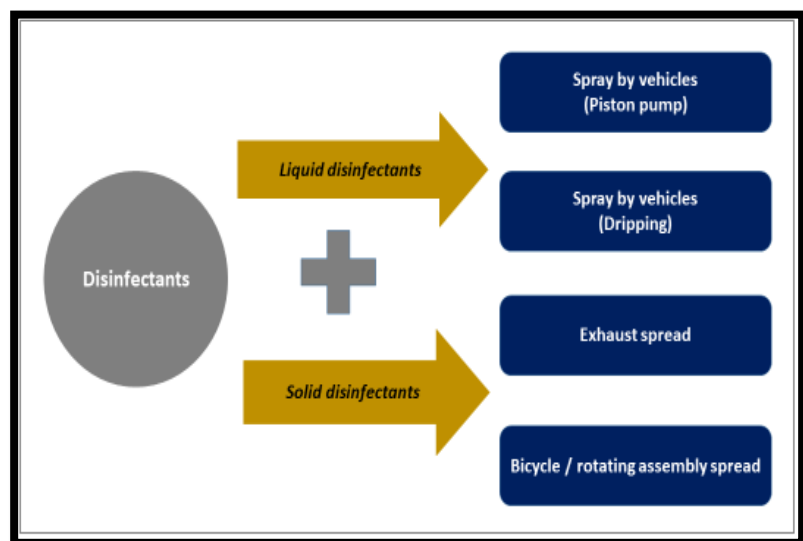 Disinfectants
Liquid disinfectants
Solid disinfectants
Spray by vehicles
(Piston pump)
Spray by vehicles
(Dripping)
Exhaust spread
Bicycle / rotating assembly spread